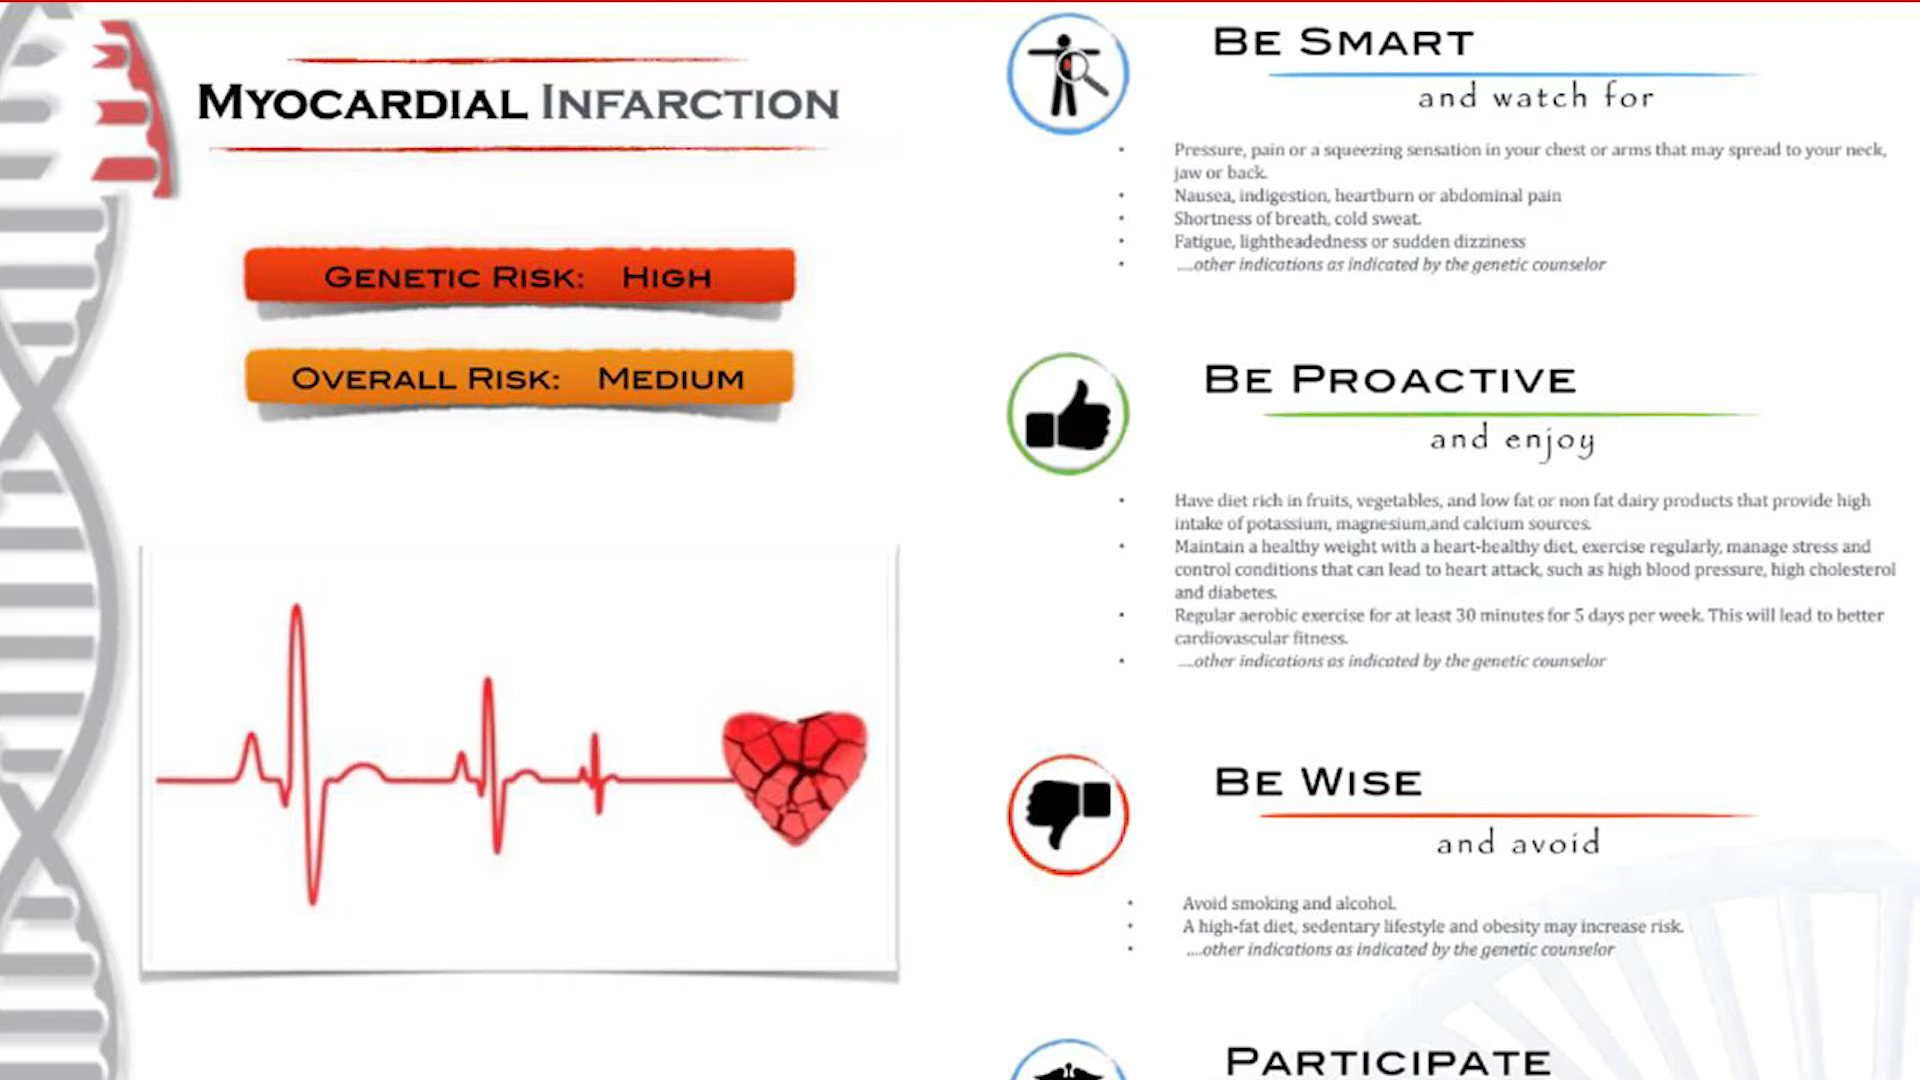 MYOCARDIAL INFARCTION
GENETIC RISK: HIGH
OVERALL RISK: MEDIUM
BE SMART
and watch for
• Pressure, pain or a squeezing sensation in your chest or arms that may spread to your neck,
jaw or back.
• Nausea, indigestion, heartburn or abdominal pain
• Shortness of breath, cold sweat.
• Fatigue, lightheadedness or sudden dizziness
• ....other indications as indicated by the genetic counselor
BE PROACTIVE
and enjoy
• Have diet rich in fruits, vegetables, and low fat or non fat dairy products that provide high
intake of potassium, magnesium,and calcium sources.
• Maintain a healthy weight with a heart-healthy diet, exercise regularly, manage stress and
control conditions that can lead to heart attack, such as high blood pressure, high cholesterol
and diabetes.
• Regular aerobic exercise for at least 30 minutes for 5 days per week. This will lead to better
cardiovascular fitness.
• ....other indications as indicated by the genetic counselor
BE WISE
and avoid
• Avoid smoking and alcohol.
• A high-fat diet, sedentary lifestyle and obesity may increase risk.
• ....other indications as indicated by the genetic counselor
PARTICIPATE